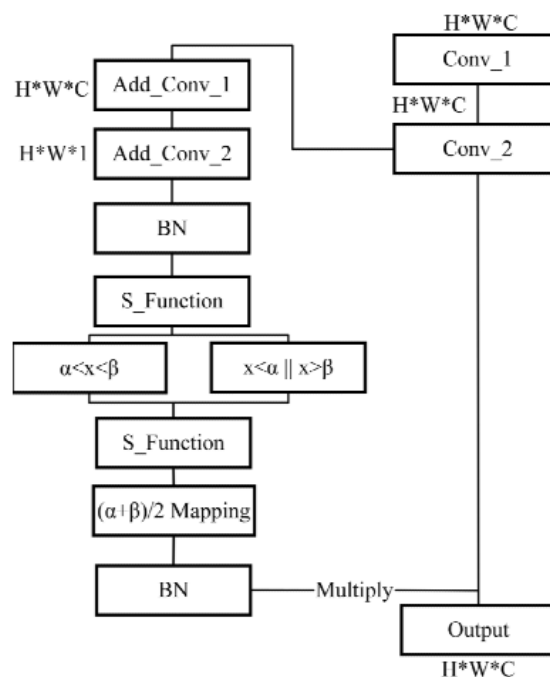 H*W*C
Conv_1
H*W*C
Conv_2
H*W*C
Add_Conv_1
H*W*1
Add_Conv_2
BN
S_Function
α<x<β
x<α || x>β
S_Function
(α+β)/2 Mapping
BN
Multiply
Output
H*W*C